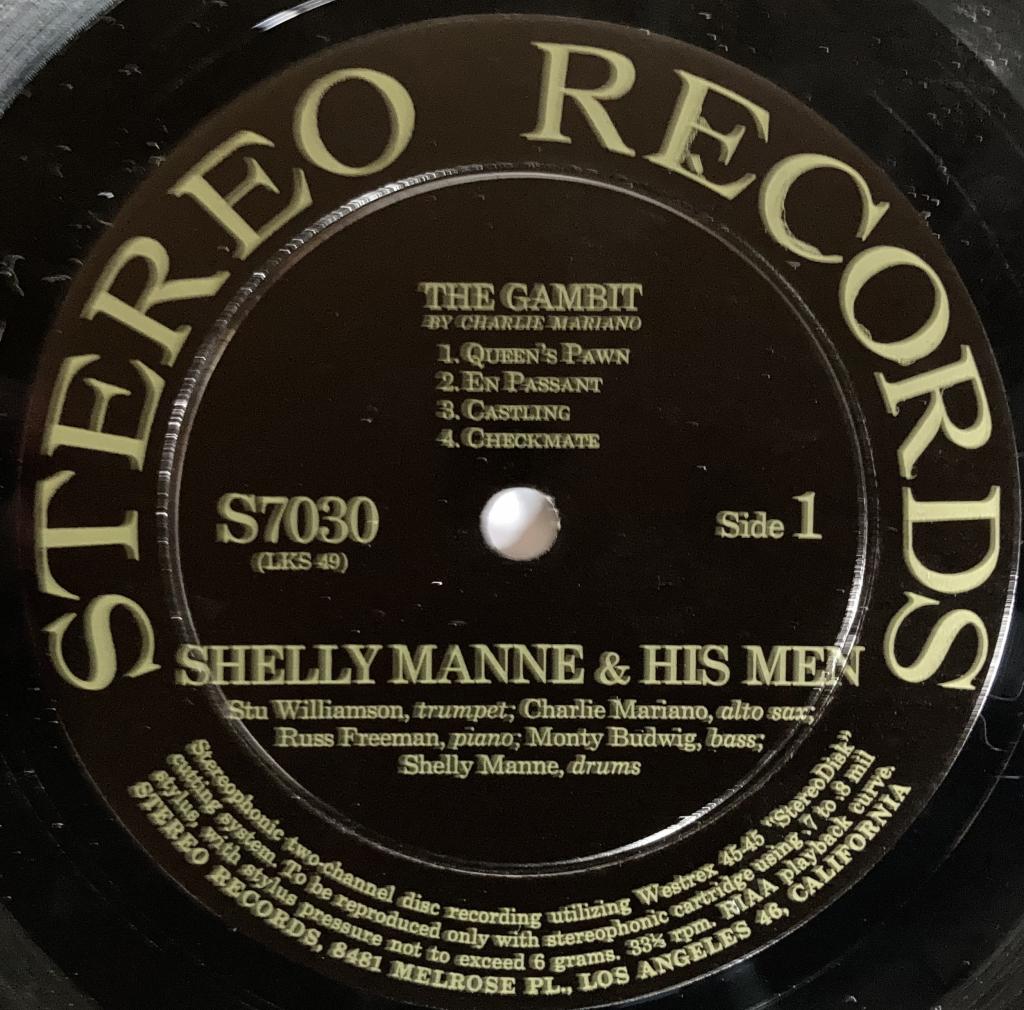 STEREO RECORDS
THE GAMBIT
BY CHARLIE MARIANO
1. QUEEN'S PAWN
2. EN PASSANT
3. CASTLING
4. CHECKMATE
S7030
(LKS 49)
Side 1
SHELLY MANNE & HIS MEN
Stu Williamson, trumpet; Charlie Mariano, alto sax;
Russ Freeman, piano; Monty Budwig, bass;
Shelly Manne, drums
Stereophonic two-channel disc recording utilizing Westrex 45-45 "StereoDisk"
cutting system. To be reproduced only with stereophonic cartridge using .7 to .8 mil
stylus, with stylus pressure not to exceed 6 grams. 33⅓ rpm. RIAA playback curve.
STEREO RECORDS, 8481 MELROSE PL., LOS ANGELES 46, CALIFORNIA